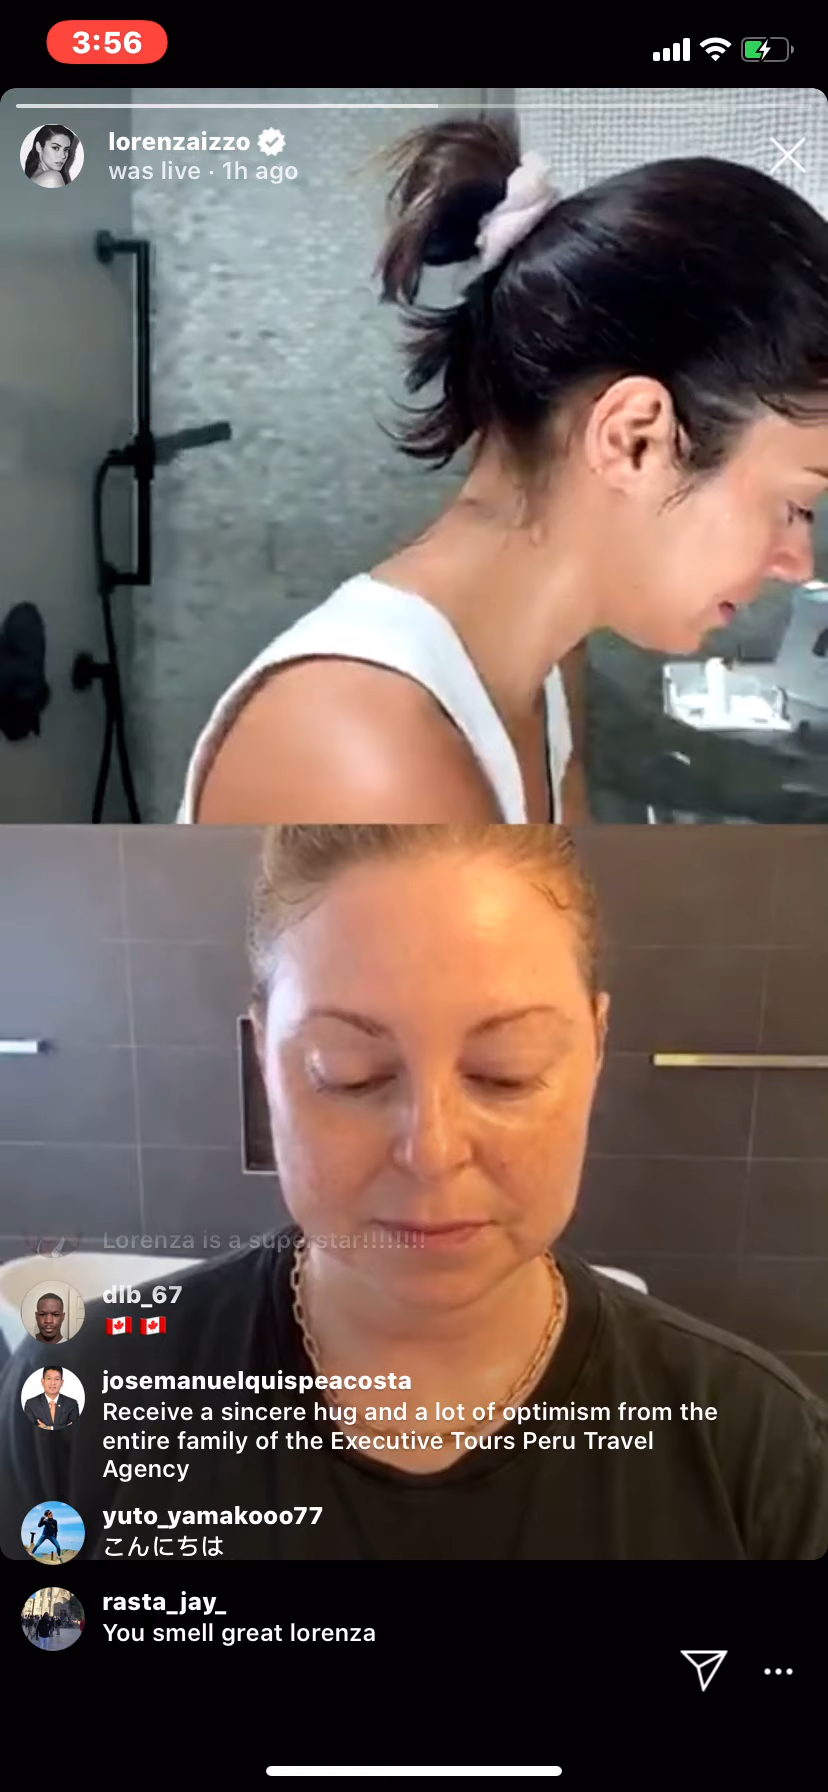 3:56
lorenzaizzo
was live · 1h ago
Lorenza is a superstar!!!!!!!!
dlb_67
🇨🇦 🇨🇦
josemanuelquispeacosta
Receive a sincere hug and a lot of optimism from the
entire family of the Executive Tours Peru Travel
Agency
yuto_yamakooo77
こんにちは
rasta_jay_
You smell great lorenza